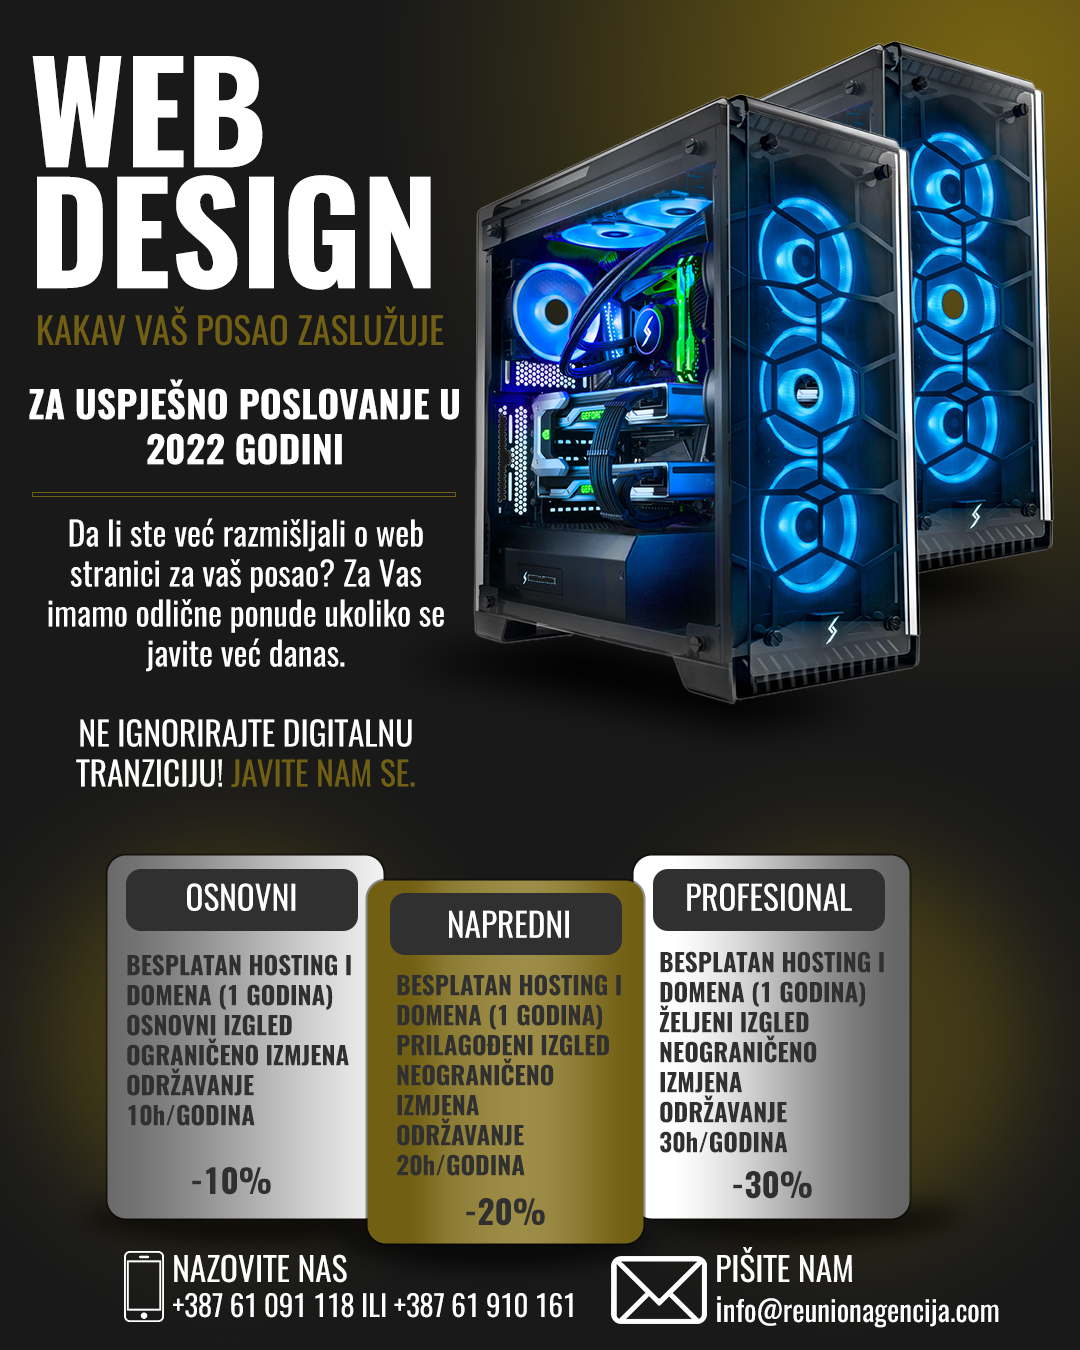 WEB
DESIGN
KAKAV VAŠ POSAO ZASLUŽUJE
ZA USPJEŠNO POSLOVANJE U
2022 GODINI
Da li ste već razmišljali o web
stranici za vaš posao? Za Vas
imamo odlične ponude ukoliko se
javite već danas.
NE IGNORIRAJTE DIGITALNU
TRANZICIJU! JAVITE NAM SE.
OSNOVNI
BESPLATAN HOSTING I
DOMENA (1 GODINA)
OSNOVNI IZGLED
OGRANIČENO IZMJENA
ODRŽAVANJE
10h/GODINA
-10%
NAPREDNI
BESPLATAN HOSTING I
DOMENA (1 GODINA)
PRILAGOĐENI IZGLED
NEOGRANIČENO
IZMJENA
ODRŽAVANJE
20h/GODINA
-20%
PROFESIONAL
BESPLATAN HOSTING I
DOMENA (1 GODINA)
ŽELJENI IZGLED
NEOGRANIČENO
IZMJENA
ODRŽAVANJE
30h/GODINA
-30%
NAZOVITE NAS
+387 61 091 118 ILI +387 61 910 161
PIŠITE NAM
info@reunionagencija.com